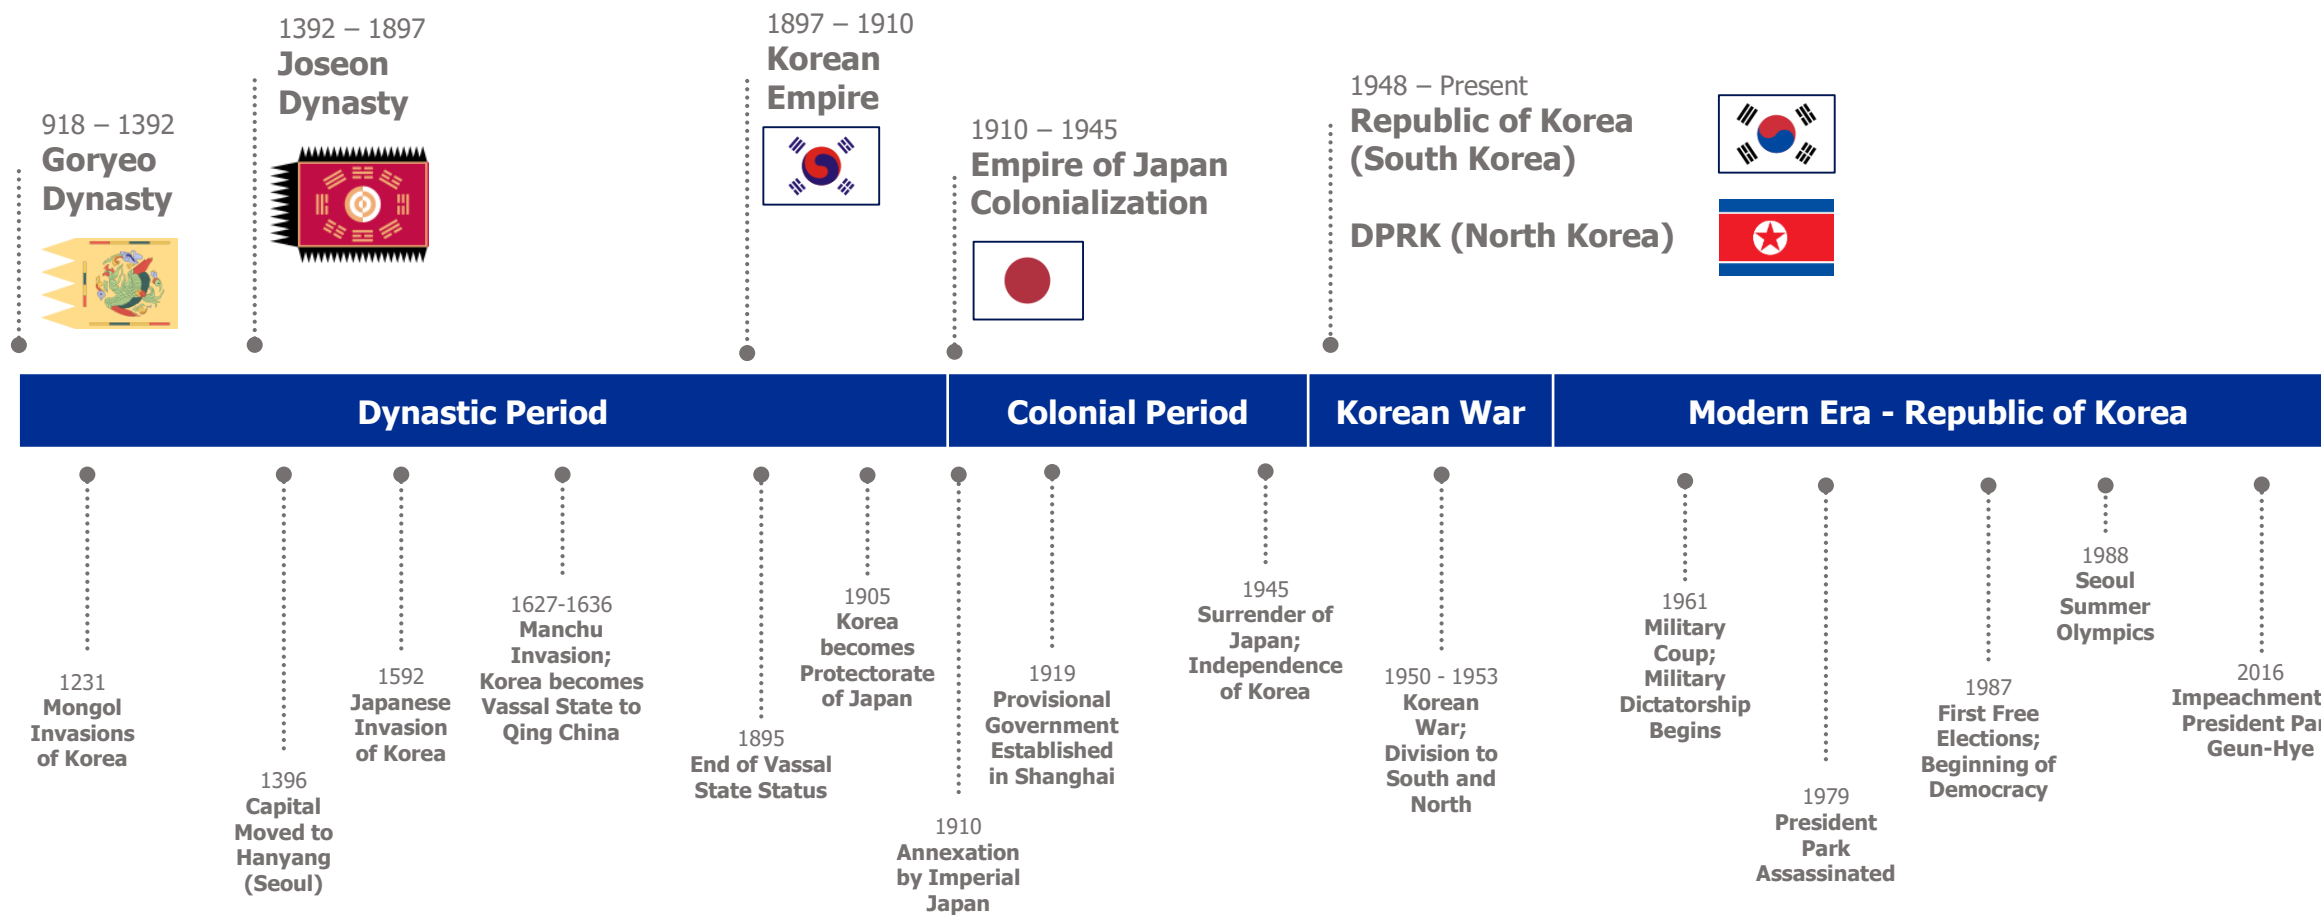 918 – 1392
Goryeo
Dynasty
1392 – 1897
Joseon
Dynasty
1897 – 1910
Korean
Empire
1910 – 1945
Empire of Japan
Colonialization
1948 – Present
Republic of Korea
(South Korea)
DPRK (North Korea)
Dynastic Period
Colonial Period
Korean War
Modern Era - Republic of Korea
1231
Mongol
Invasions
of Korea
1396
Capital
Moved to
Hanyang
(Seoul)
1592
Japanese
Invasion
of Korea
1627-1636
Manchu
Invasion;
Korea becomes
Vassal State to
Qing China
1895
End of Vassal
State Status
1905
Korea
becomes
Protectorate
of Japan
1910
Annexation
by Imperial
Japan
1919
Provisional
Government
Established
in Shanghai
1945
Surrender of
Japan;
Independence
of Korea
1950 - 1953
Korean
War;
Division to
South and
North
1961
Military
Coup;
Military
Dictatorship
Begins
1979
President
Park
Assassinated
1987
First Free
Elections;
Beginning of
Democracy
1988
Seoul
Summer
Olympics
2016
Impeachment
President
Geun-Hye